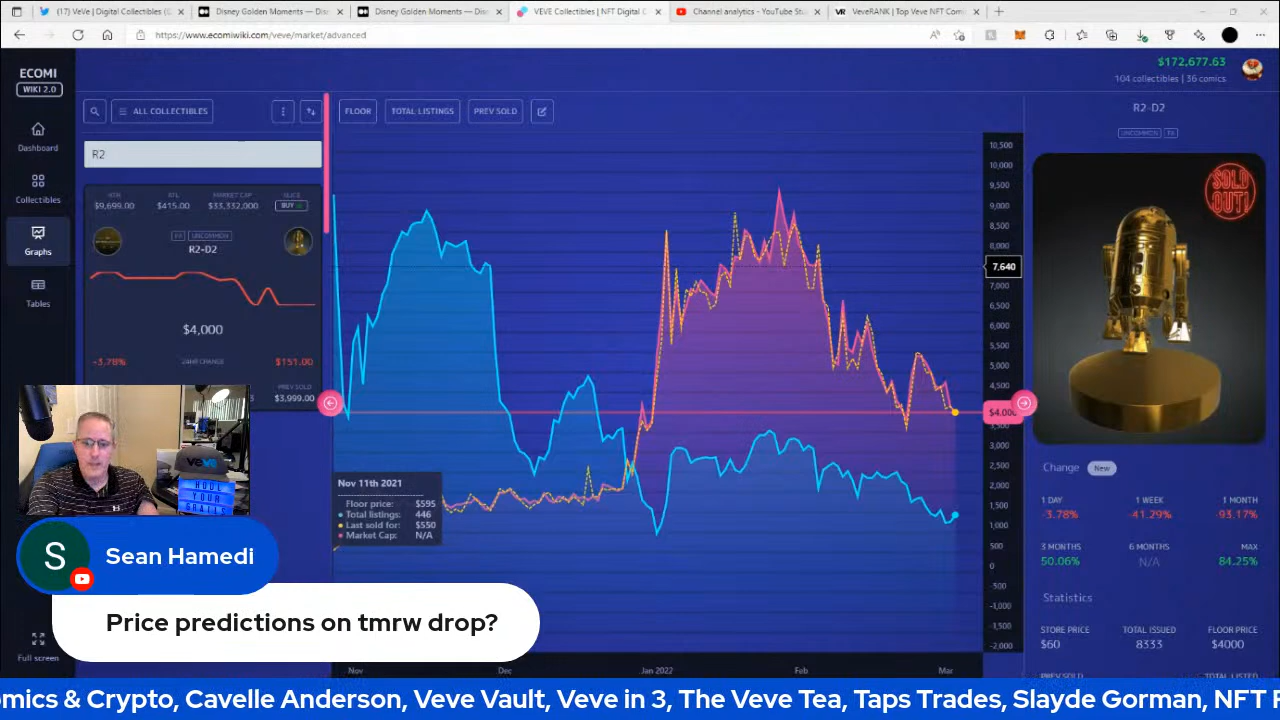 (1) VeVe | Digital Collectibles (
Disney Golden Moments —
Disney Golden Moments —
VEVE Collectibles | NFT Digital C
Channel analytics - YouTube Stu
VeveRANK | Top Veve NFT Com
https://www.ecomiwiki.com/veve/market/advanced
ECOMI
WIKI 2.0
Dashboard
Collectibles
Graphs
Tables
Full screen
$172,677.63
104 collectibles | 36 comics
ALL COLLECTIBLES
FLOOR
TOTAL LISTINGS
PREV SOLD
R2
ATH
ATL
MARKET CAP
$9,699.00
$415.00
$33,332,000
BUY
FA
UNCOMMON
R2-D2
$4,000
-3.78%
24HR CHANGE
$151.00
PREV SOLD
$3,999.00
10,500
10,000
9,500
9,000
8,500
8,000
7,640
7,000
6,500
6,000
5,500
5,000
4,500
$4,000
3,500
3,000
2,500
2,000
1,500
1,000
500
0
-500
-1,000
-1,500
-2,000
Nov 11th 2021
Floor price: $595
Total listings: 446
Last sold for: $550
Market Cap: N/A
Nov
Dec
Jan 2022
Feb
Mar
R2-D2
UNCOMMON
FA
SOLD
OUT!
Change
New
1 DAY
1 WEEK
1 MONTH
-3.78%
-41.29%
-93.17%
3 MONTHS
6 MONTHS
MAX
50.06%
N/A
84.25%
Statistics
STORE PRICE
TOTAL ISSUED
FLOOR PRICE
$60
8333
$4000
VEVE
HODL
YOUR
GRAILS
S
Sean Hamedi
Price predictions on tmrw drop?
omics & Crypto, Cavelle Anderson, Veve Vault, Veve in 3, The Veve Tea, Taps Trades, Slayde Gorman, NFT